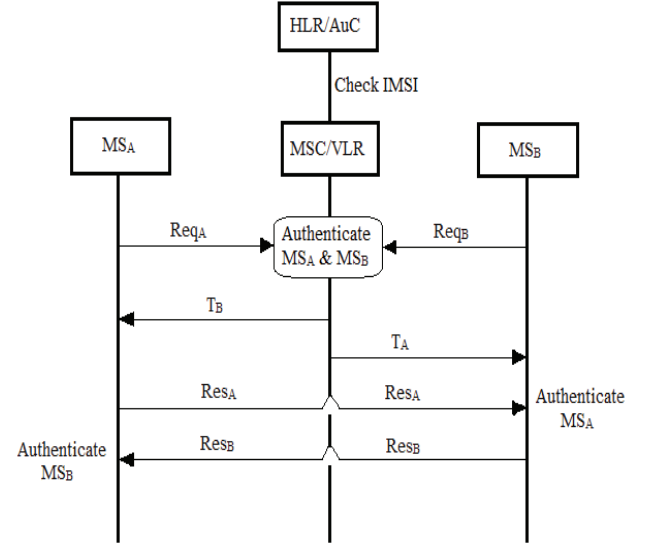 HLR/AuC
Check IMSI
MSA
MSC/VLR
MSB
ReqA
Authenticate
MSA & MSB
ReqB
TB
TA
ResA
ResA
Authenticate
MSA
Authenticate
MSB
ResB
ResB